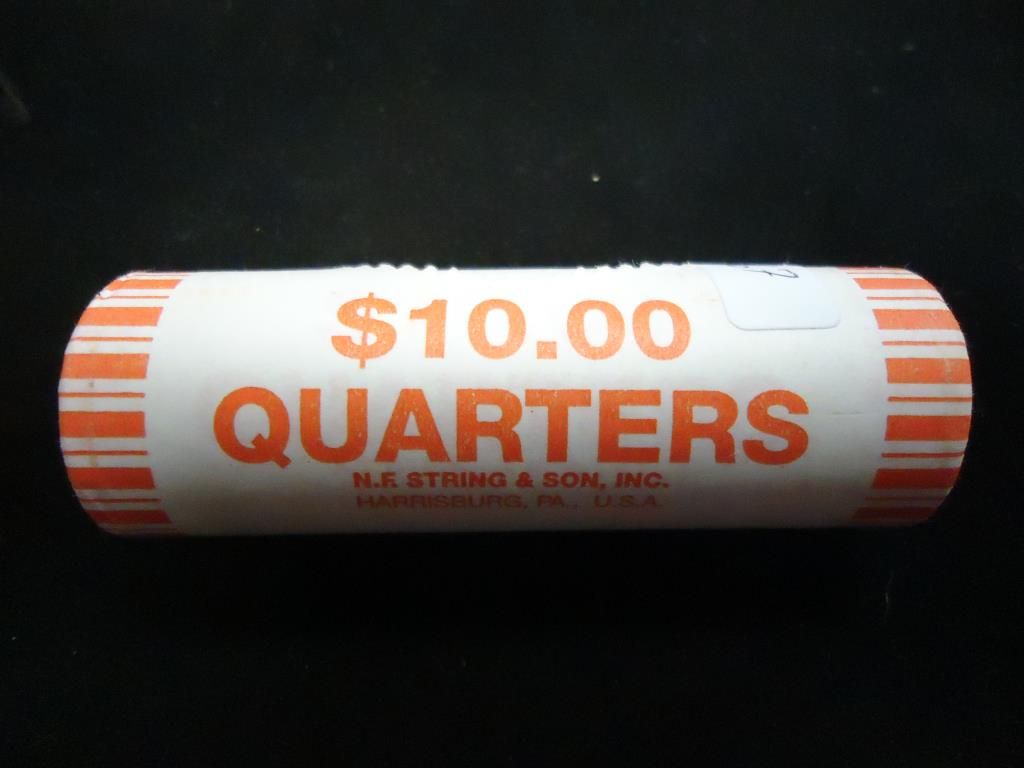 $10.00
QUARTERS
N.F. STRING & SON, INC.
HARRISBURG, PA., U.S.A.